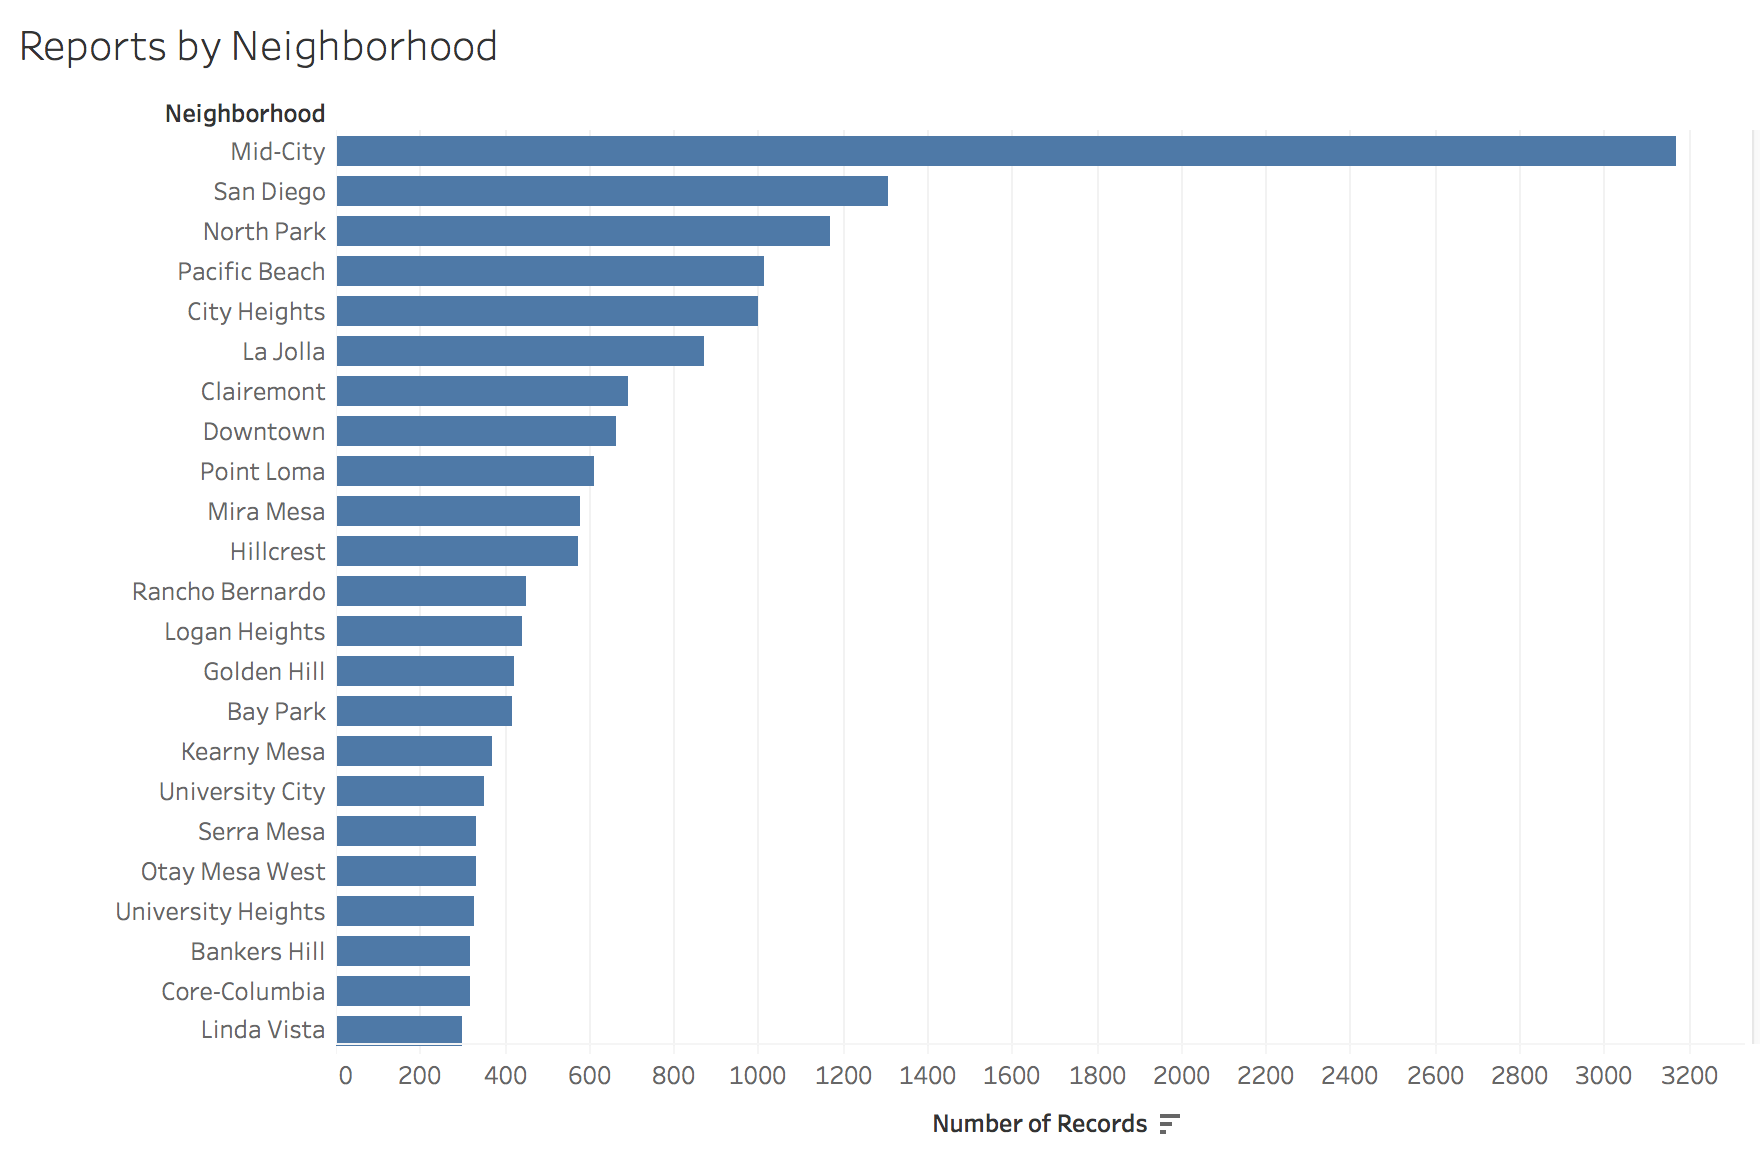 Reports by Neighborhood
Neighborhood
Mid-City
San Diego
North Park
Pacific Beach
City Heights
La Jolla
Clairemont
Downtown
Point Loma
Mira Mesa
Hillcrest
Rancho Bernardo
Logan Heights
Golden Hill
Bay Park
Kearny Mesa
University City
Serra Mesa
Otay Mesa West
University Heights
Bankers Hill
Core-Columbia
Linda Vista
0 200 400 600 800 1000 1200 1400 1600 1800 2000 2200 2400 2600 2800 3000 3200
Number of Records